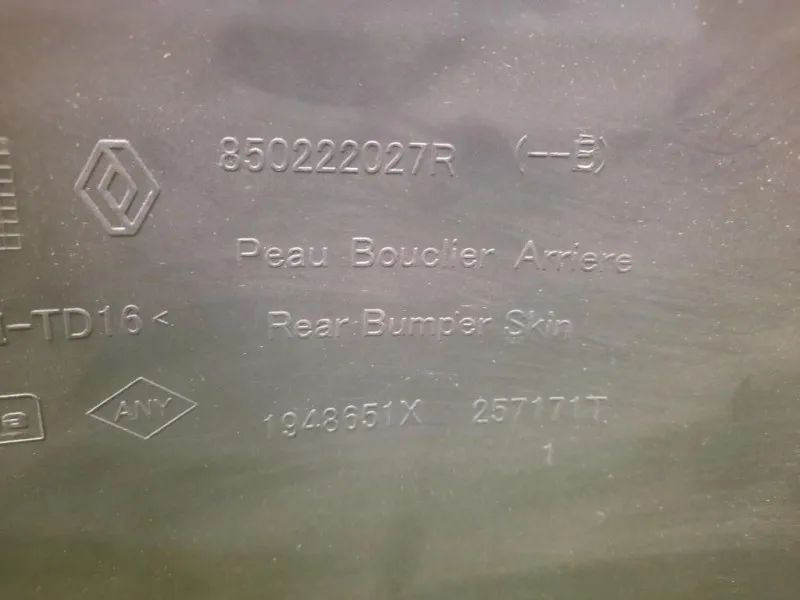 850222027R (--
Peau Bouclier Arriere
-TD16<
Rear Bumper Skin
ANY
1948651X 257171T
1